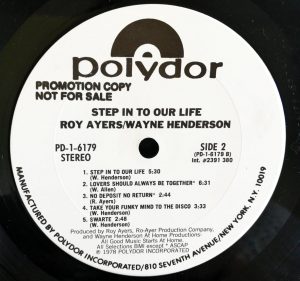 polydor
PROMOTION COPY
NOT FOR SALE
STEP IN TO OUR LIFE
ROY AYERS/WAYNE HENDERSON
PD-1-6179
STEREO
SIDE 2
(PD-1-6179 B)
Int. #2391 380
1. STEP IN TO OUR LIFE 5:30
(W. Henderson)
2. LOVERS SHOULD ALWAYS BE TOGETHER* 6:31
(W. Allen)
3. NO DEPOSIT NO RETURN* 2:44
(R. Ayers)
4. TAKE YOUR FUNKY MIND TO THE DISCO 3:33
(W. Henderson)
5. SWARTE 2:48
(W. Henderson)
Produced by Roy Ayers, Ro-Ayer Production Company,
and Wayne Henderson At Home Productions
All Good Music Starts At Home
All Selections BMI except * ASCAP
℗ 1978 POLYDOR INCORPORATED
MANUFACTURED BY POLYDOR INCORPORATED/810 SEVENTH AVENUE/NEW YORK, N.Y. 10019